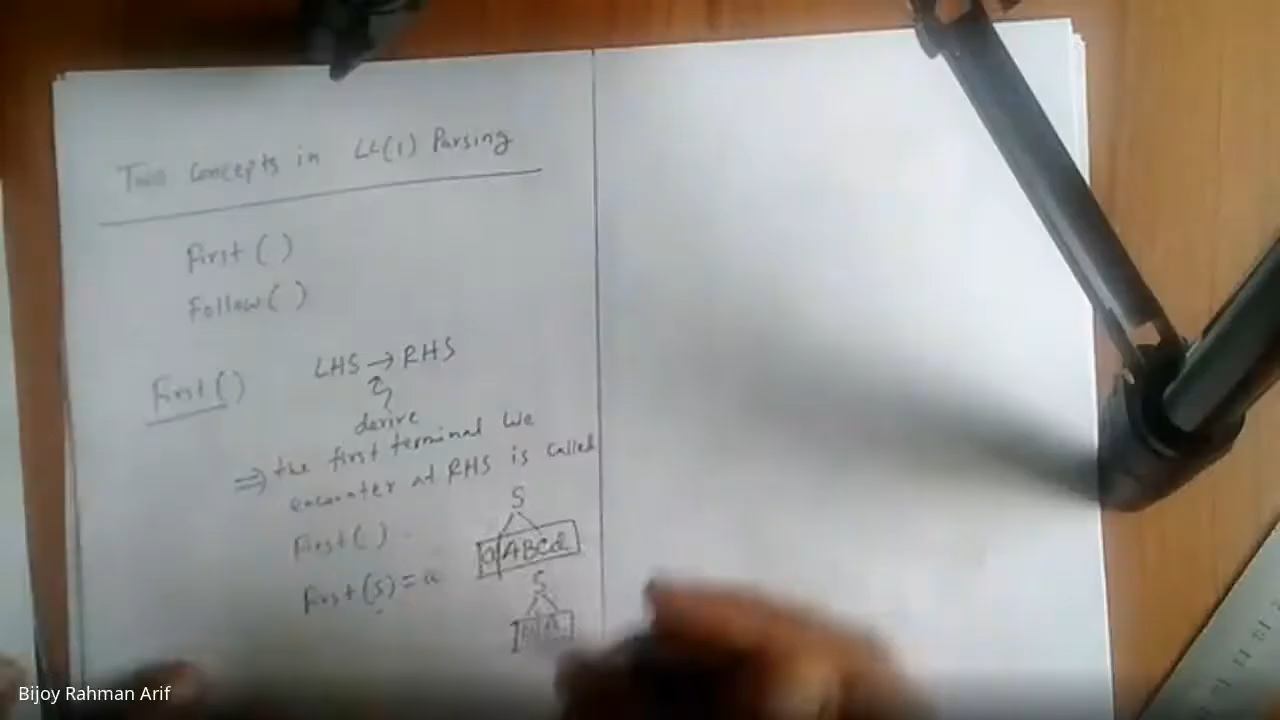 Two Concepts in LL(1) Parsing
First ( )
Follow ( )
First ( )
LHS → RHS
derive
⇒ the first terminal we
encounter at RHS is called
First ( )
First (S) = a
S
a ABCd
S
Bijoy Rahman Arif